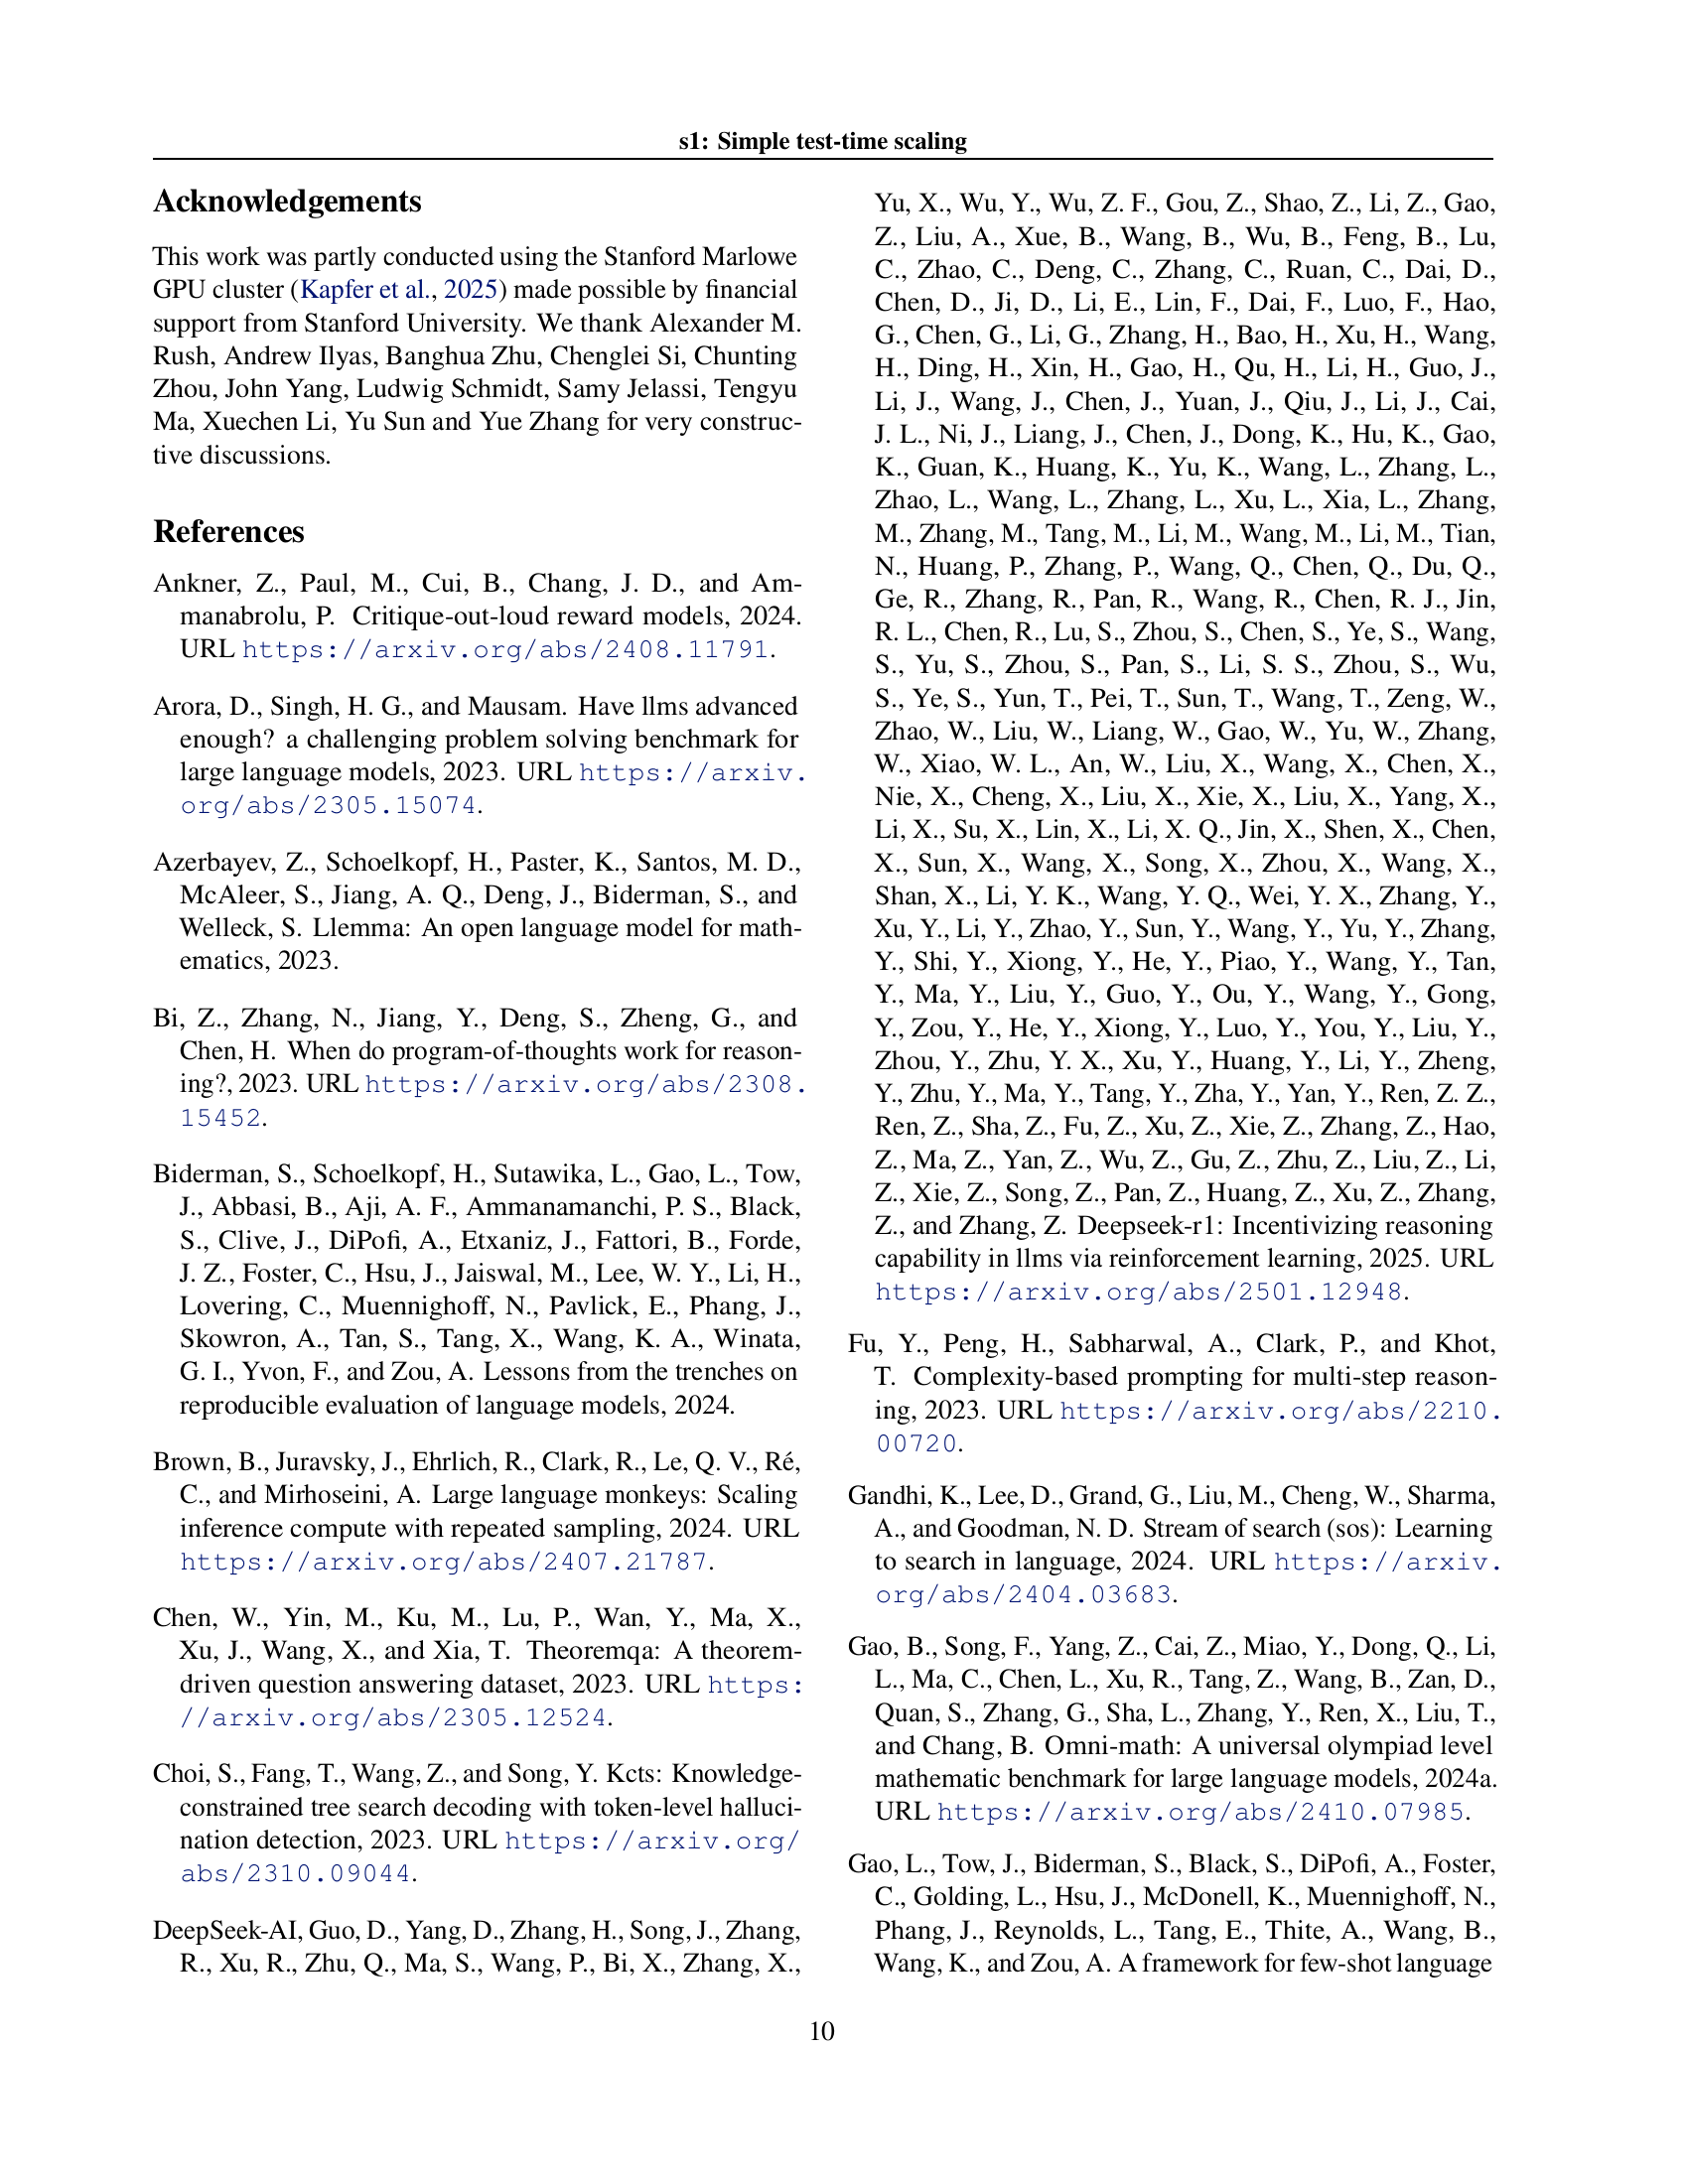 s1: Simple test-time scaling
Acknowledgements
This work was partly conducted using the Stanford Marlowe
GPU cluster (Kapfer et al., 2025) made possible by financial
support from Stanford University. We thank Alexander M.
Rush, Andrew Ilyas, Banghua Zhu, Chenglei Si, Chunting
Zhou, John Yang, Ludwig Schmidt, Samy Jelassi, Tengyu
Ma, Xuechen Li, Yu Sun and Yue Zhang for very construc-
tive discussions.
References
Ankner, Z., Paul, M., Cui, B., Chang, J. D., and Am-
manabrolu, P. Critique-out-loud reward models, 2024.
URL https://arxiv.org/abs/2408.11791.
Arora, D., Singh, H. G., and Mausam. Have llms advanced
enough? a challenging problem solving benchmark for
large language models, 2023. URL https://arxiv.
org/abs/2305.15074.
Azerbayev, Z., Schoelkopf, H., Paster, K., Santos, M. D.,
McAleer, S., Jiang, A. Q., Deng, J., Biderman, S., and
Welleck, S. Llemma: An open language model for math-
ematics, 2023.
Bi, Z., Zhang, N., Jiang, Y., Deng, S., Zheng, G., and
Chen, H. When do program-of-thoughts work for reason-
ing?, 2023. URL https://arxiv.org/abs/2308.
15452.
Biderman, S., Schoelkopf, H., Sutawika, L., Gao, L., Tow,
J., Abbasi, B., Aji, A. F., Ammanamanchi, P. S., Black,
S., Clive, J., DiPofi, A., Etxaniz, J., Fattori, B., Forde,
J. Z., Foster, C., Hsu, J., Jaiswal, M., Lee, W. Y., Li, H.,
Lovering, C., Muennighoff, N., Pavlick, E., Phang, J.,
Skowron, A., Tan, S., Tang, X., Wang, K. A., Winata,
G. I., Yvon, F., and Zou, A. Lessons from the trenches on
reproducible evaluation of language models, 2024.
Brown, B., Juravsky, J., Ehrlich, R., Clark, R., Le, Q. V., Ré,
C., and Mirhoseini, A. Large language monkeys: Scaling
inference compute with repeated sampling, 2024. URL
https://arxiv.org/abs/2407.21787.
Chen, W., Yin, M., Ku, M., Lu, P., Wan, Y., Ma, X.,
Xu, J., Wang, X., and Xia, T. Theoremqa: A theorem-
driven question answering dataset, 2023. URL https:
//arxiv.org/abs/2305.12524.
Choi, S., Fang, T., Wang, Z., and Song, Y. Kcts: Knowledge-
constrained tree search decoding with token-level halluci-
nation detection, 2023. URL https://arxiv.org/
abs/2310.09044.
DeepSeek-AI, Guo, D., Yang, D., Zhang, H., Song, J., Zhang,
R., Xu, R., Zhu, Q., Ma, S., Wang, P., Bi, X., Zhang, X.,
Yu, X., Wu, Y., Wu, Z. F., Gou, Z., Shao, Z., Li, Z., Gao,
Z., Liu, A., Xue, B., Wang, B., Wu, B., Feng, B., Lu,
C., Zhao, C., Deng, C., Zhang, C., Ruan, C., Dai, D.,
Chen, D., Ji, D., Li, E., Lin, F., Dai, F., Luo, F., Hao,
G., Chen, G., Li, G., Zhang, H., Bao, H., Xu, H., Wang,
H., Ding, H., Xin, H., Gao, H., Qu, H., Li, H., Guo, J.,
Li, J., Wang, J., Chen, J., Yuan, J., Qiu, J., Li, J., Cai,
J. L., Ni, J., Liang, J., Chen, J., Dong, K., Hu, K., Gao,
K., Guan, K., Huang, K., Yu, K., Wang, L., Zhang, L.,
Zhao, L., Wang, L., Zhang, L., Xu, L., Xia, L., Zhang,
M., Zhang, M., Tang, M., Li, M., Wang, M., Li, M., Tian,
N., Huang, P., Zhang, P., Wang, Q., Chen, Q., Du, Q.,
Ge, R., Zhang, R., Pan, R., Wang, R., Chen, R. J., Jin,
R. L., Chen, R., Lu, S., Zhou, S., Chen, S., Ye, S., Wang,
S., Yu, S., Zhou, S., Pan, S., Li, S. S., Zhou, S., Wu,
S., Ye, S., Yun, T., Pei, T., Sun, T., Wang, T., Zeng, W.,
Zhao, W., Liu, W., Liang, W., Gao, W., Yu, W., Zhang,
W., Xiao, W. L., An, W., Liu, X., Wang, X., Chen, X.,
Nie, X., Cheng, X., Liu, X., Xie, X., Liu, X., Yang, X.,
Li, X., Su, X., Lin, X., Li, X. Q., Jin, X., Shen, X., Chen,
X., Sun, X., Wang, X., Song, X., Zhou, X., Wang, X.,
Shan, X., Li, Y. K., Wang, Y. Q., Wei, Y. X., Zhang, Y.,
Xu, Y., Li, Y., Zhao, Y., Sun, Y., Wang, Y., Yu, Y., Zhang,
Y., Shi, Y., Xiong, Y., He, Y., Piao, Y., Wang, Y., Tan,
Y., Ma, Y., Liu, Y., Guo, Y., Ou, Y., Wang, Y., Gong,
Y., Zou, Y., He, Y., Xiong, Y., Luo, Y., You, Y., Liu, Y.,
Zhou, Y., Zhu, Y. X., Xu, Y., Huang, Y., Li, Y., Zheng,
Y., Zhu, Y., Ma, Y., Tang, Y., Zha, Y., Yan, Y., Ren, Z. Z.,
Ren, Z., Sha, Z., Fu, Z., Xu, Z., Xie, Z., Zhang, Z., Hao,
Z., Ma, Z., Yan, Z., Wu, Z., Gu, Z., Zhu, Z., Liu, Z., Li,
Z., Xie, Z., Song, Z., Pan, Z., Huang, Z., Xu, Z., Zhang,
Z., and Zhang, Z. Deepseek-r1: Incentivizing reasoning
capability in llms via reinforcement learning, 2025. URL
https://arxiv.org/abs/2501.12948.
Fu, Y., Peng, H., Sabharwal, A., Clark, P., and Khot,
T. Complexity-based prompting for multi-step reason-
ing, 2023. URL https://arxiv.org/abs/2210.
00720.
Gandhi, K., Lee, D., Grand, G., Liu, M., Cheng, W., Sharma,
A., and Goodman, N. D. Stream of search (sos): Learning
to search in language, 2024. URL https://arxiv.
org/abs/2404.03683.
Gao, B., Song, F., Yang, Z., Cai, Z., Miao, Y., Dong, Q., Li,
L., Ma, C., Chen, L., Xu, R., Tang, Z., Wang, B., Zan, D.,
Quan, S., Zhang, G., Sha, L., Zhang, Y., Ren, X., Liu, T.,
and Chang, B. Omni-math: A universal olympiad level
mathematic benchmark for large language models, 2024a.
URL https://arxiv.org/abs/2410.07985.
Gao, L., Tow, J., Biderman, S., Black, S., DiPofi, A., Foster,
C., Golding, L., Hsu, J., McDonell, K., Muennighoff, N.,
Phang, J., Reynolds, L., Tang, E., Thite, A., Wang, B.,
Wang, K., and Zou, A. A framework for few-shot language
10